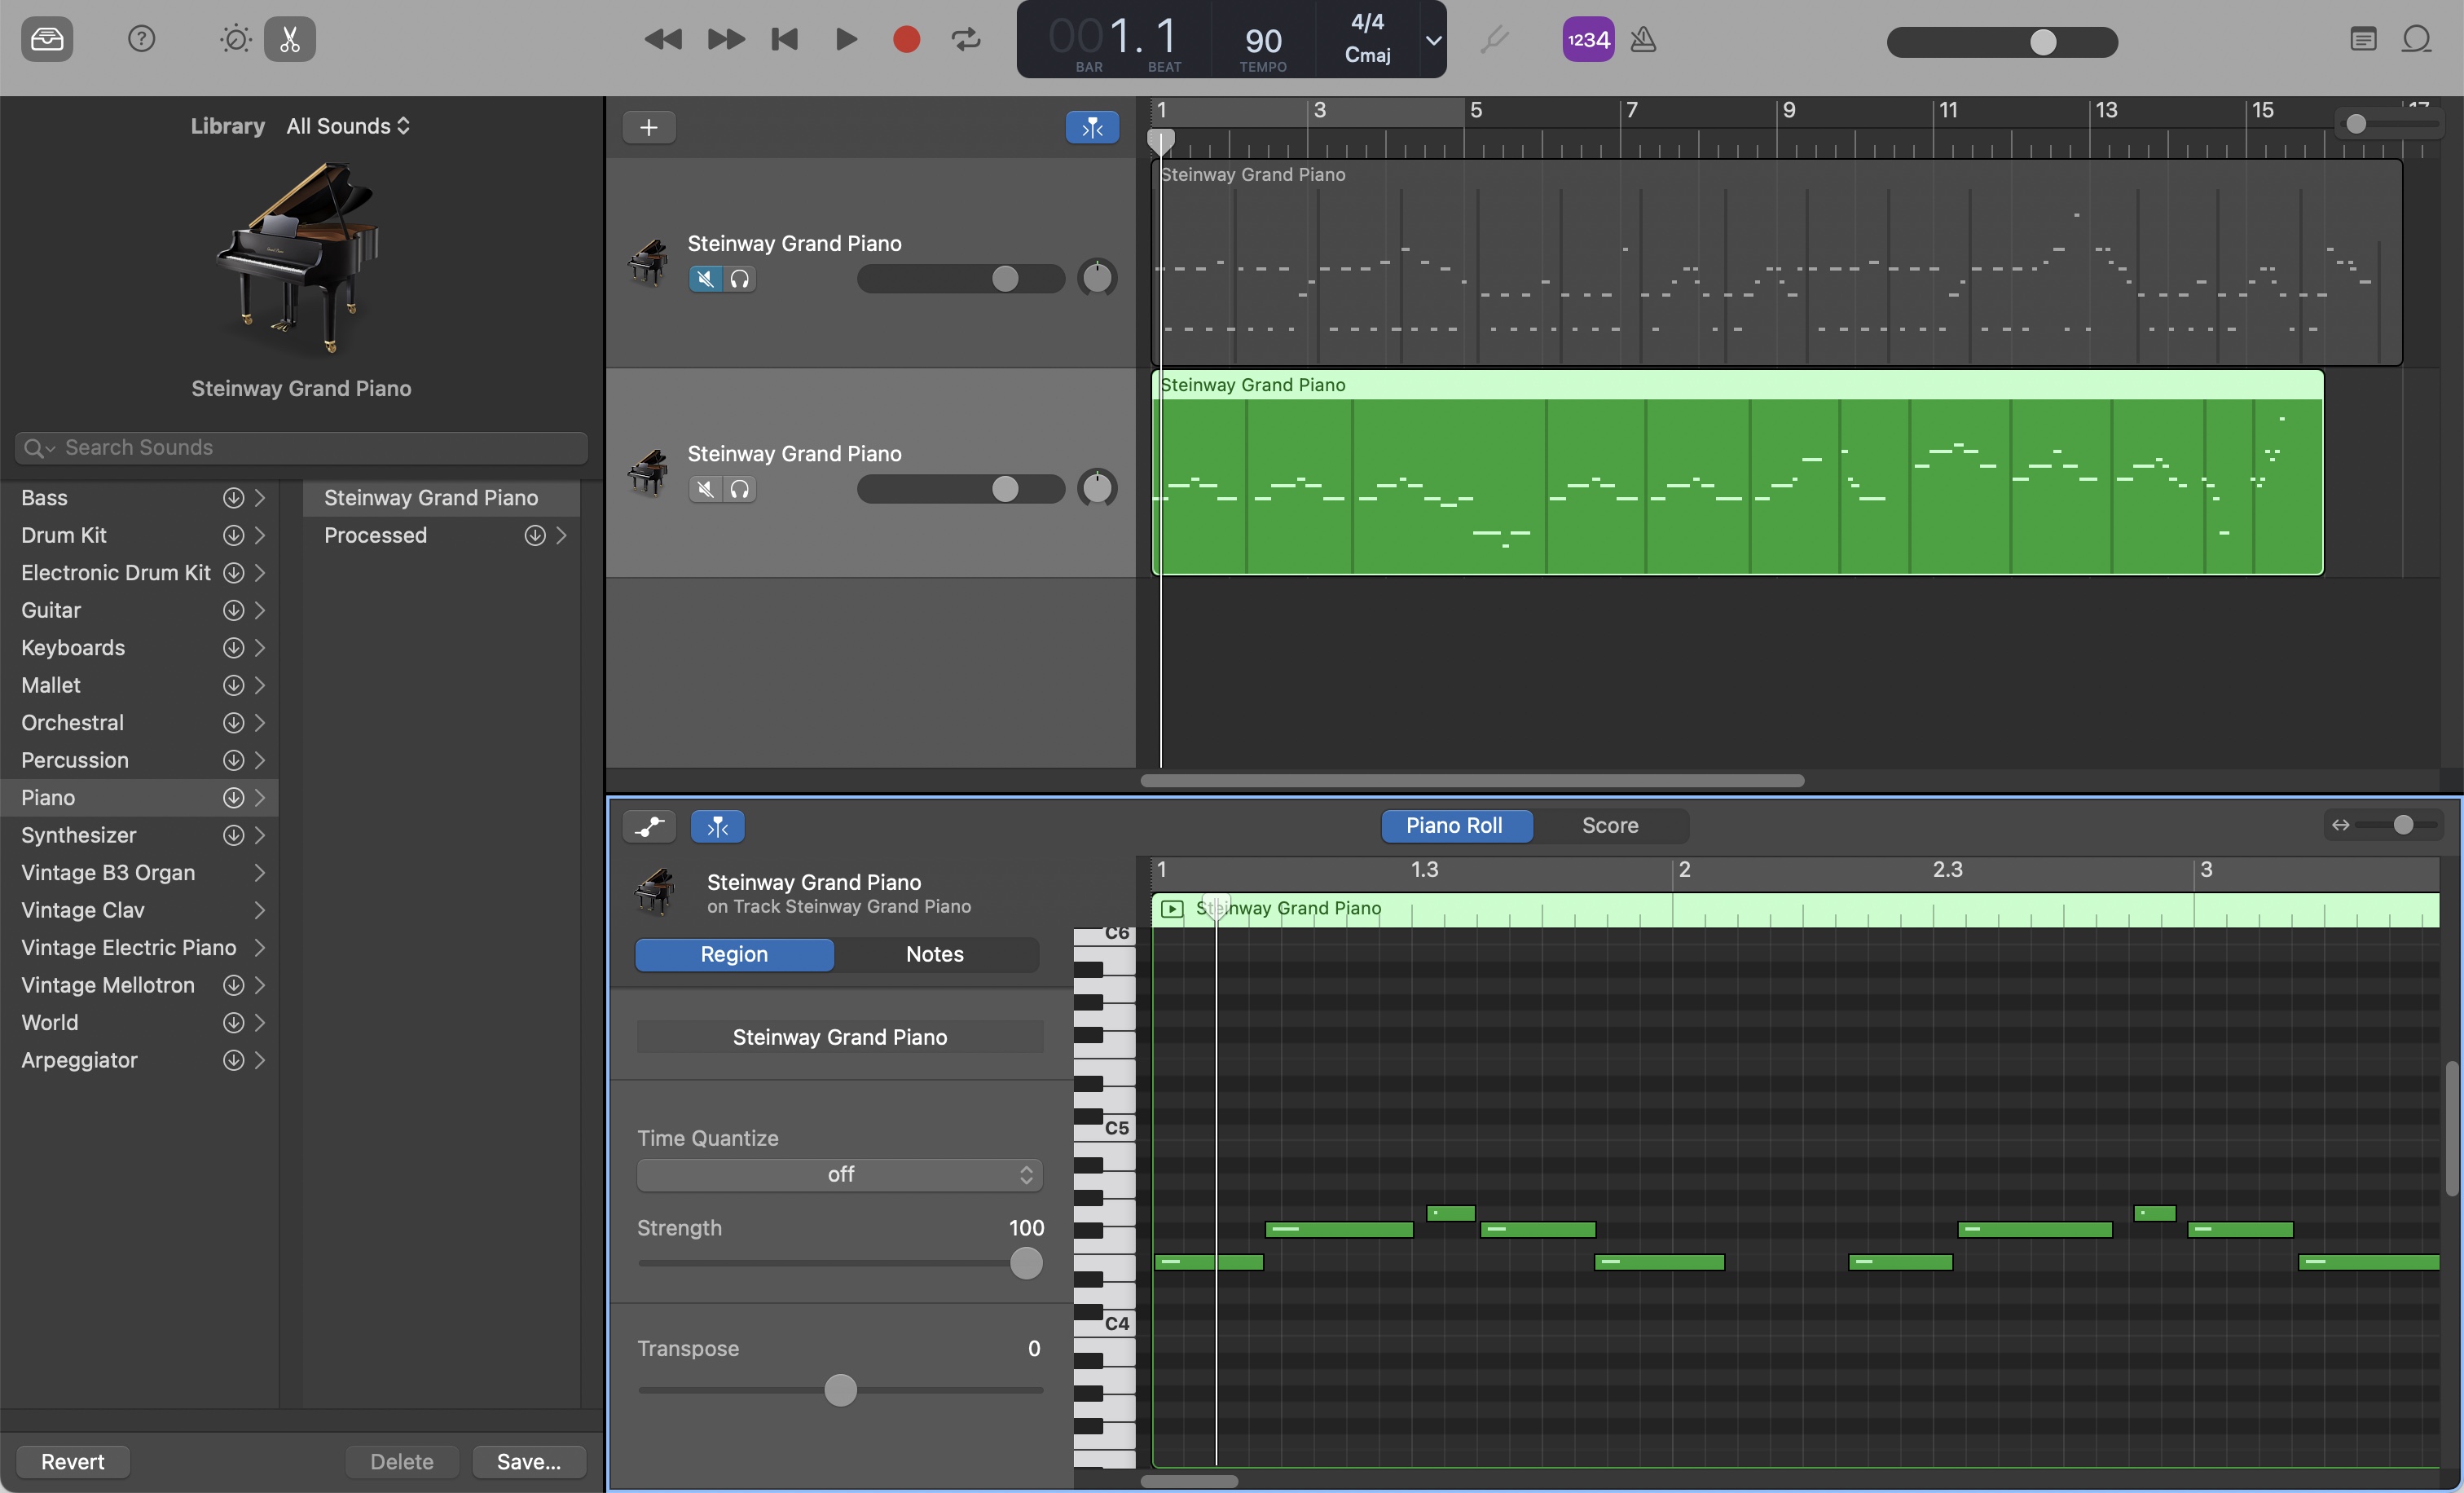 001. 1
BAR BEAT
90
TEMPO
4/4
Cmaj
1234
Library All Sounds
Steinway Grand Piano
Search Sounds
Bass
Drum Kit
Electronic Drum Kit
Guitar
Keyboards
Mallet
Orchestral
Percussion
Piano
Synthesizer
Vintage B3 Organ
Vintage Clav
Vintage Electric Piano
Vintage Mellotron
World
Arpeggiator
Steinway Grand Piano
Processed
Revert Delete Save...
1 3 5 7 9 11 13 15 17
Steinway Grand Piano
Steinway Grand Piano
Steinway Grand Piano
Steinway Grand Piano
Piano Roll Score
Steinway Grand Piano
on Track Steinway Grand Piano
Region Notes
Steinway Grand Piano
Time Quantize
off
Strength 100
Transpose 0
1 1.3 2 2.3 3
Steinway Grand Piano
C6
C5
C4